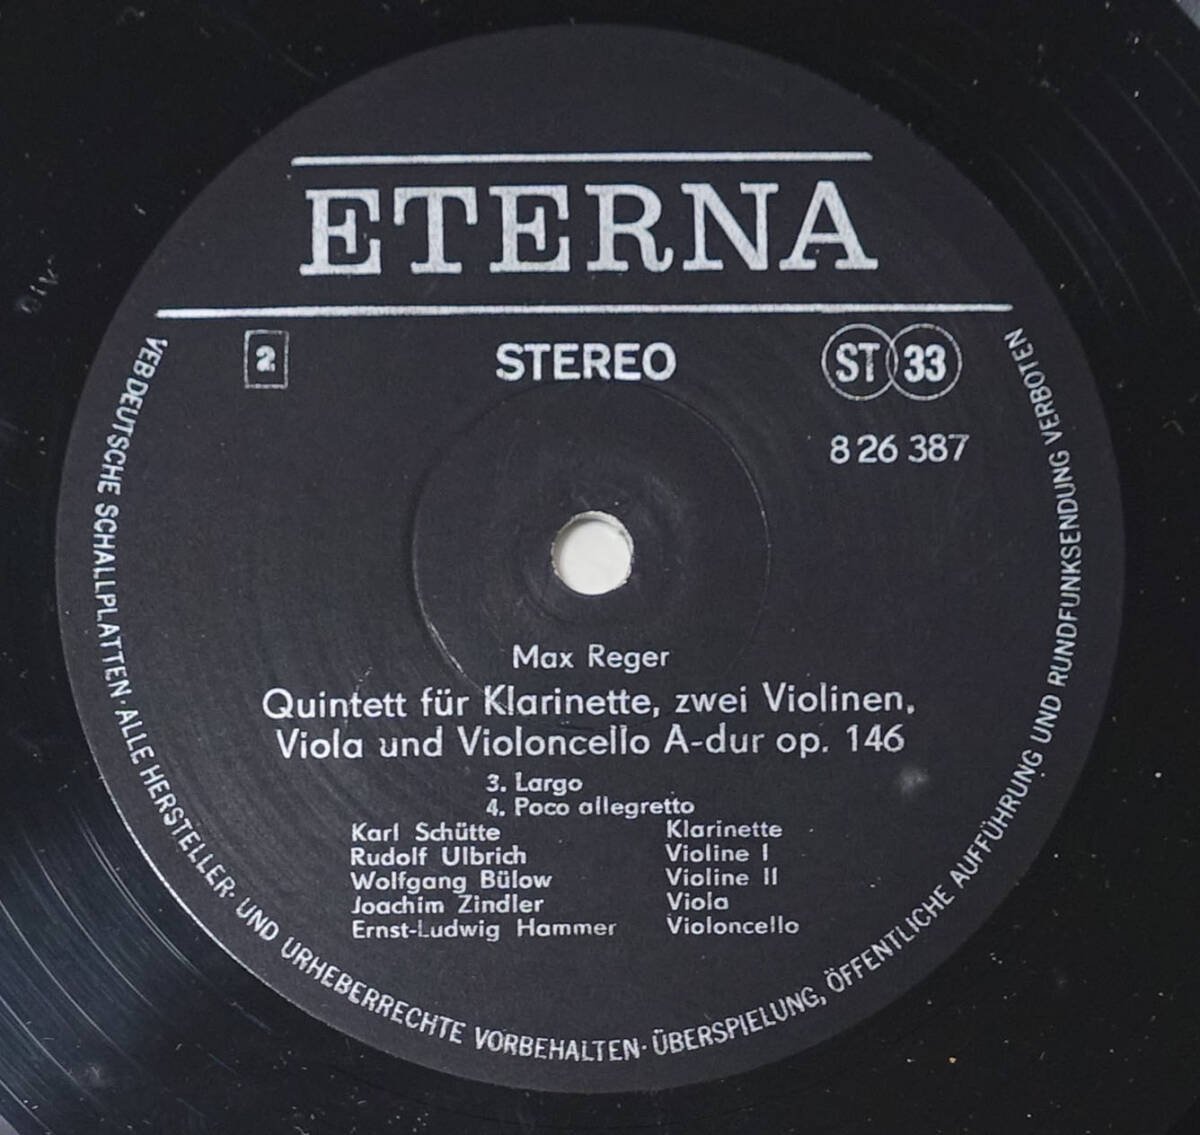 ETERNA
2
STEREO
ST 33
8 26 387
Max Reger
Quintett für Klarinette, zwei Violinen,
Viola und Violoncello A-dur op. 146
3. Largo
4. Poco allegretto
Karl Schütte Klarinette
Rudolf Ulbrich Violine I
Wolfgang Bülow Violine II
Joachim Zindler Viola
Ernst-Ludwig Hammer Violoncello
VEB DEUTSCHE SCHALLPLATTEN · ALLE HERSTELLER- UND URHEBERRECHTE VORBEHALTEN · ÜBERSPIELUNG, ÖFFENTLICHE AUFFÜHRUNG UND RUNDFUNKSENDUNG VERBOTEN